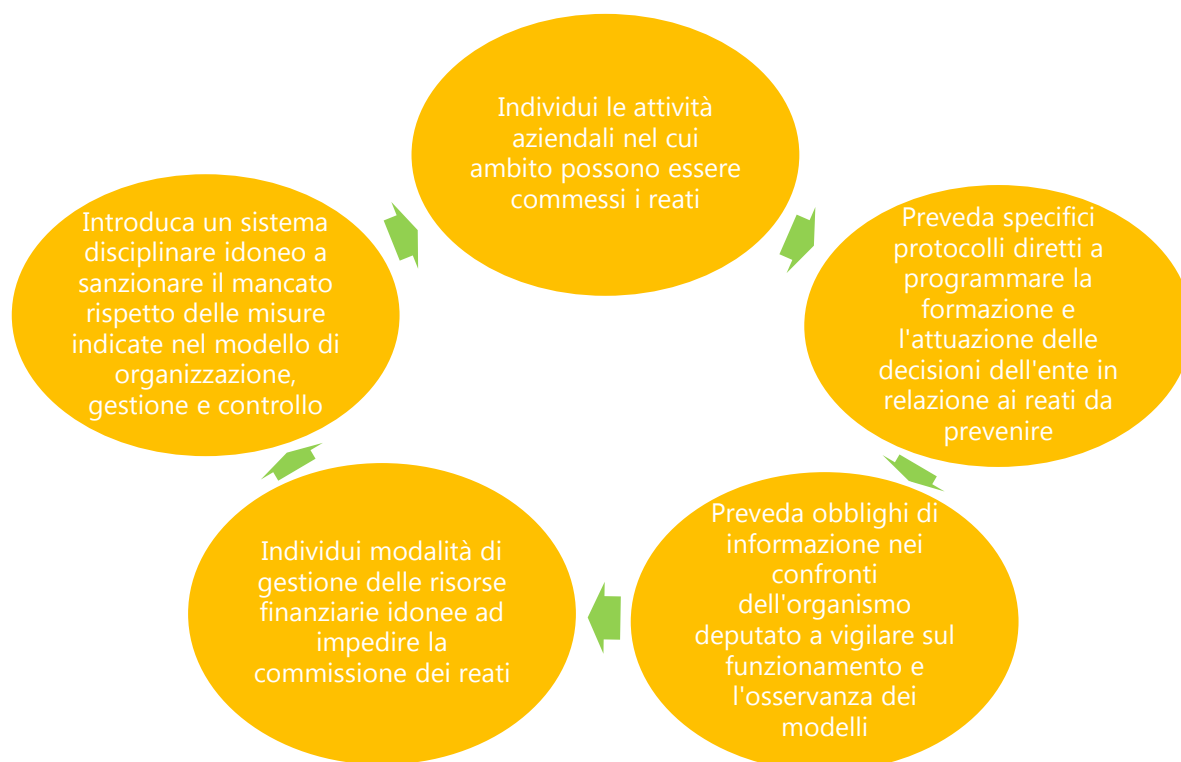 Individui le attività
aziendali nel cui
ambito possono essere
commessi i reati
Preveda specifici
protocolli diretti a
programmare la
formazione e
l'attuazione delle
decisioni dell'ente in
relazione ai reati da
prevenire
Preveda obblighi di
informazione nei
confronti
dell'organismo
deputato a vigilare sul
funzionamento e
l'osservanza dei
modelli
Individui modalità di
gestione delle risorse
finanziarie idonee ad
impedire la
commissione dei reati
Introduca un sistema
disciplinare idoneo a
sanzionare il mancato
rispetto delle misure
indicate nel modello di
organizzazione,
gestione e controllo